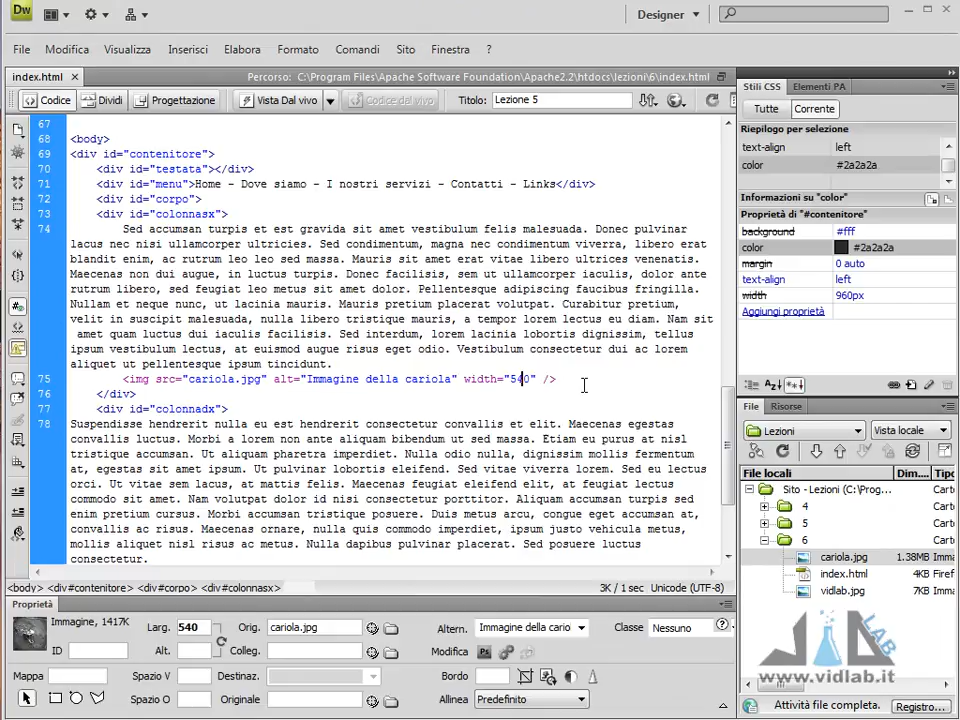 Dw
Designer
File Modifica Visualizza Inserisci Elabora Formato Comandi Sito Finestra ?
index.html
Percorso: C:\Program Files\Apache Software Foundation\Apache2.2\htdocs\lezioni\6\index.html
Codice Dividi Progettazione Vista Dal vivo Codice dal vivo Titolo: Lezione 5
67
68 <body>
69 <div id="contenitore">
70 <div id="testata"></div>
71 <div id="menu">Home - Dove siamo - I nostri servizi - Contatti - Links</div>
72 <div id="corpo">
73 <div id="colonnasx">
74 Sed accumsan turpis et est gravida sit amet vestibulum felis malesuada. Donec pulvinar
lacus nec nisi ullamcorper ultricies. Sed condimentum, magna nec condimentum viverra, libero erat
blandit enim, ac rutrum leo leo sed massa. Mauris sit amet erat vitae libero ultrices venenatis.
Maecenas non dui augue, in luctus turpis. Donec facilisis, sem ut ullamcorper iaculis, dolor ante
rutrum libero, sed feugiat leo metus sit amet dolor. Pellentesque adipiscing faucibus fringilla.
Nullam et neque nunc, ut lacinia mauris. Mauris pretium placerat volutpat. Curabitur pretium,
velit in suscipit malesuada, nulla libero tristique mauris, a tempor lorem lectus eu diam. Nam sit
amet quam luctus dui iaculis facilisis. Sed interdum, lorem lacinia lobortis dignissim, tellus
ipsum vestibulum lectus, at euismod augue risus eget odio. Vestibulum consectetur dui ac lorem
aliquet ut pellentesque ipsum tincidunt.
75 <img src="cariola.jpg" alt="Immagine della cariola" width="540" />
76 </div>
77 <div id="colonnadx">
78
Suspendisse hendrerit nulla eu est hendrerit consectetur convallis et elit. Maecenas egestas
convallis luctus. Morbi a lorem non ante aliquam bibendum ut sed massa. Etiam eu purus at nisl
tristique accumsan. Ut aliquam pharetra imperdiet. Nulla odio nulla, dignissim mollis fermentum
at, egestas sit amet ipsum. Ut pulvinar lobortis eleifend. Sed vitae viverra lorem. Sed eu lectus
orci. Ut vitae sem lacus, at mattis felis. Maecenas feugiat eleifend elit, at feugiat lectus
commodo sit amet. Nam volutpat dolor id nisi consectetur porttitor. Aliquam accumsan turpis sed
enim pretium cursus. Morbi accumsan tristique posuere. Duis metus arcu, congue eget accumsan at,
convallis ac risus. Maecenas ornare, nulla quis commodo imperdiet, ipsum justo vehicula metus,
mollis aliquet nisl risus ac metus. Nulla dapibus pulvinar placerat. Sed posuere luctus
consectetur.
<body> <div#contenitore> <div#corpo> <div#colonnasx>
3K / 1 sec Unicode (UTF-8)
Proprietà
Immagine, 1417K Larg. 540 Orig. cariola.jpg Altern. Immagine della cario Classe Nessuno
ID Alt. Colleg. Modifica Ps
Mappa Spazio V Destinaz. Bordo
Spazio O Originale Allinea Predefinito
Stili CSS Elementi PA
Tutte Corrente
Riepilogo per selezione
text-align left
color #2a2a2a
Informazioni su "color"
Proprietà di "#contenitore"
background #fff
color #2a2a2a
margin 0 auto
text-align left
width 960px
Aggiungi proprietà
File Risorse
Lezioni Vista locale
File locali Dim... Tipo
Sito - Lezioni (C:\Prog... Carte
4 Carte
5 Carte
6 Carte
cariola.jpg 1.38MB Imma
index.html 4KB Firef
vidlab.jpg Imma
LAB
www.vidlab.it
Attività file completa. Registro...